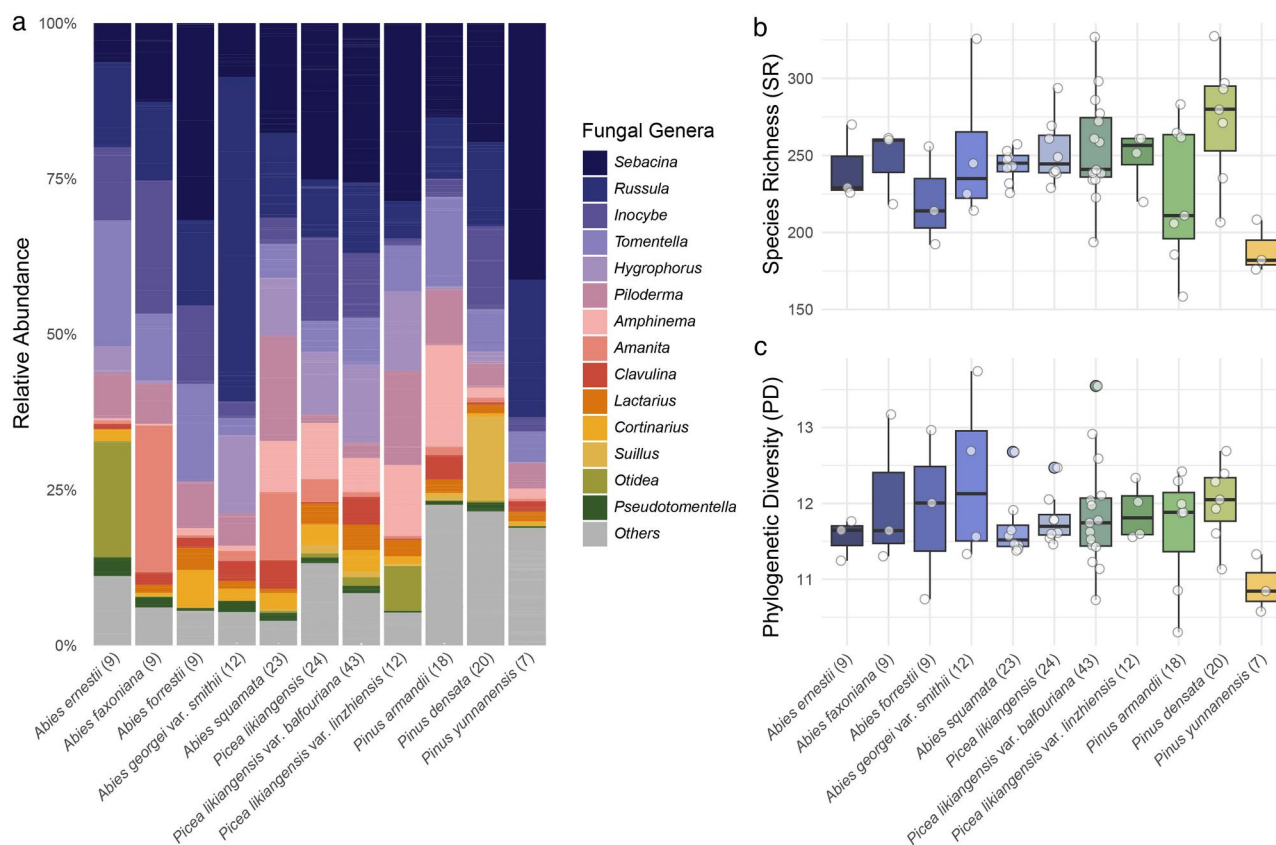 a
Relative Abundance
100%
75%
50%
25%
0%
Abies ernestii (9)
Abies faxoniana (9)
Abies forrestii (9)
Abies georgei var. smithii (12)
Abies squamata (23)
Picea likiangensis (24)
Picea likiangensis var. balfouriana (43)
Picea likiangensis var. linzhiensis (12)
Pinus armandii (18)
Pinus densata (20)
Pinus yunnanensis (7)
Fungal Genera
Sebacina
Russula
Inocybe
Tomentella
Hygrophorus
Piloderma
Amphinema
Amanita
Clavulina
Lactarius
Cortinarius
Suillus
Otidea
Pseudotomentella
Others
b
Species Richness (SR)
300
250
200
150
c
Phylogenetic Diversity (PD)
13
12
11
Abies ernestii (9)
Abies faxoniana (9)
Abies forrestii (9)
Abies georgei var. smithii (12)
Abies squamata (23)
Picea likiangensis (24)
Picea likiangensis var. balfouriana (43)
Picea likiangensis var. linzhiensis (12)
Pinus armandii (18)
Pinus densata (20)
Pinus yunnanensis (7)